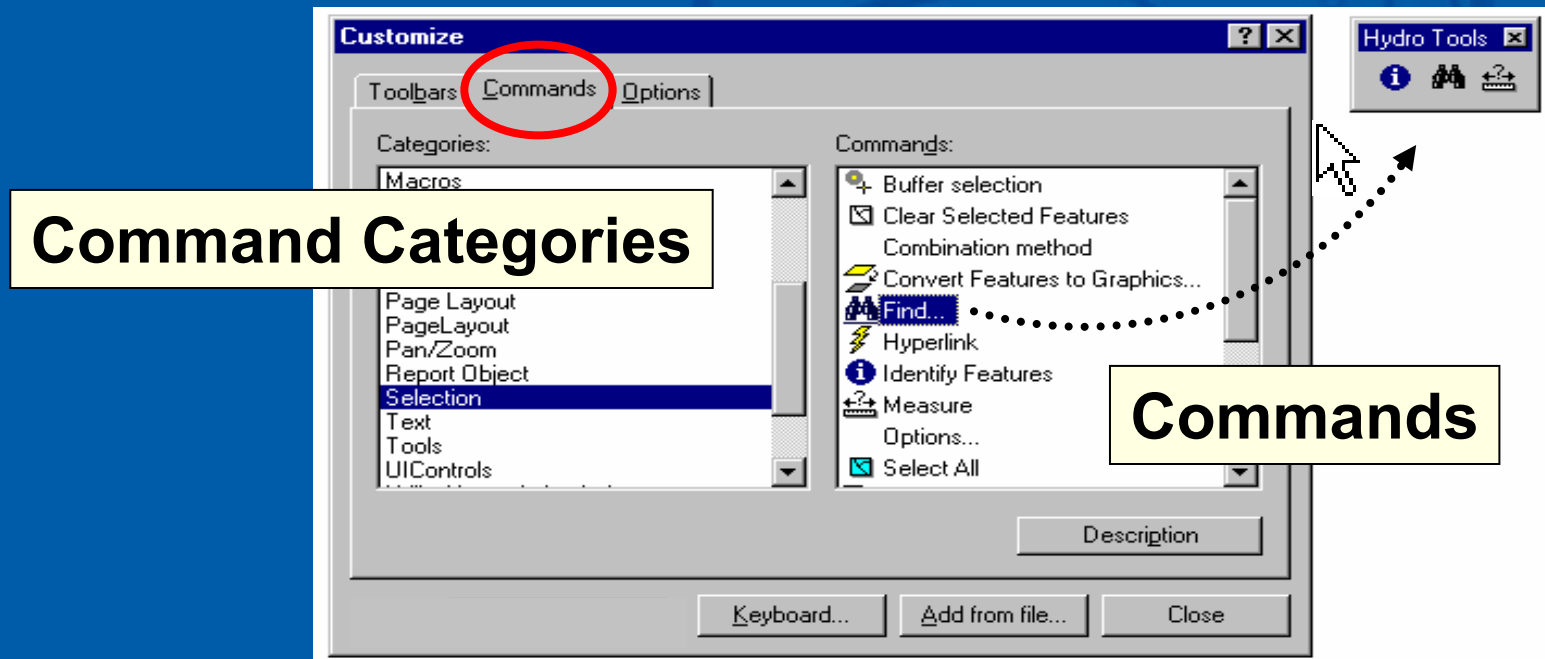 Customize
Hydro Tools
Toolbars Commands Options
Categories:
Macros
Command Categories
Page Layout
PageLayout
Pan/Zoom
Report Object
Selection
Text
Tools
UIControls
Commands:
Buffer selection
Clear Selected Features
Combination method
Convert Features to Graphics...
Find...
Hyperlink
Identify Features
Measure
Options...
Select All
Commands
Description
Keyboard...
Add from file...
Close